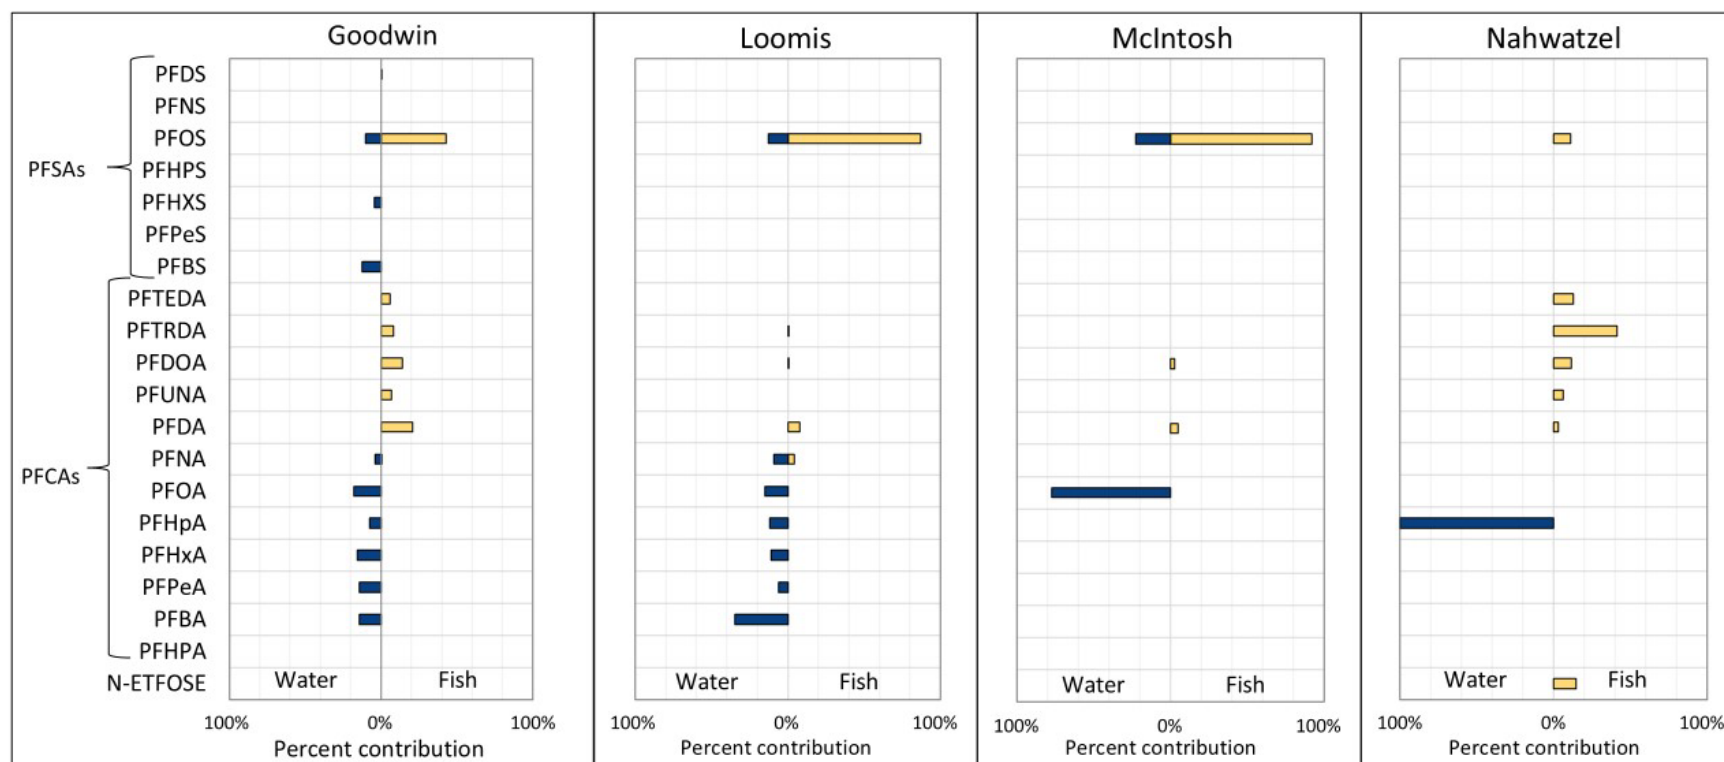 Goodwin Loomis McIntosh Nahwatzel
PFDS
PFNS
PFOS
PFSAs PFHPS
PFHXS
PFPeS
PFBS
PFTEDA
PFTRDA
PFDOA
PFUNA
PFDA
PFNA
PFCAs PFOA
PFHpA
PFHxA
PFPeA
PFBA
PFHPA
N-ETFOSE Water Fish Water Fish Water Fish Water Fish
100% 0% 100% 100% 0% 100% 100% 0% 100% 100% 0% 100%
Percent contribution Percent contribution Percent contribution Percent contribution